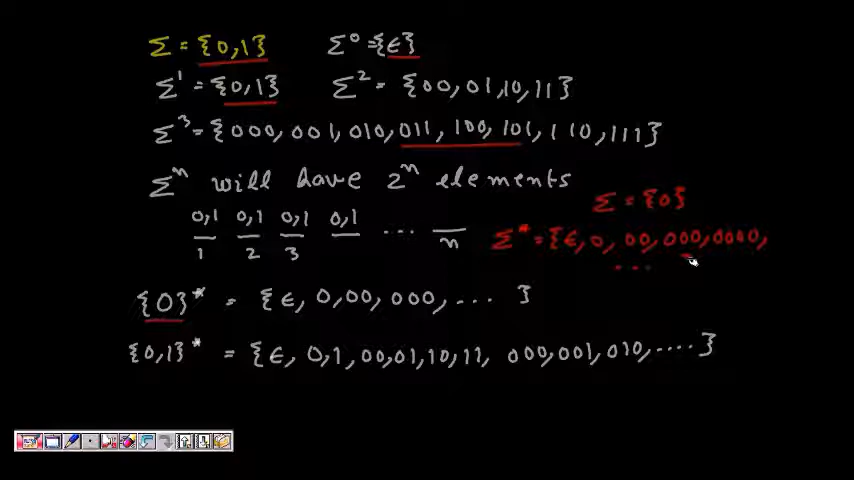 Σ = {0,1} Σ⁰ = {ϵ}
Σ¹ = {0,1} Σ² = {00,01,10,11}
Σ³ = {000,001,010,011,100,101,110,111}
Σⁿ will have 2ⁿ elements
Σ = {0}
0,1 0,1 0,1 0,1 ...
1 2 3 n
Σ* = {ϵ,0,00,000,0000,
...
{0}* = {ϵ,0,00,000,... }
{0,1}* = {ϵ,0,1,00,01,10,11,000,001,010,....}